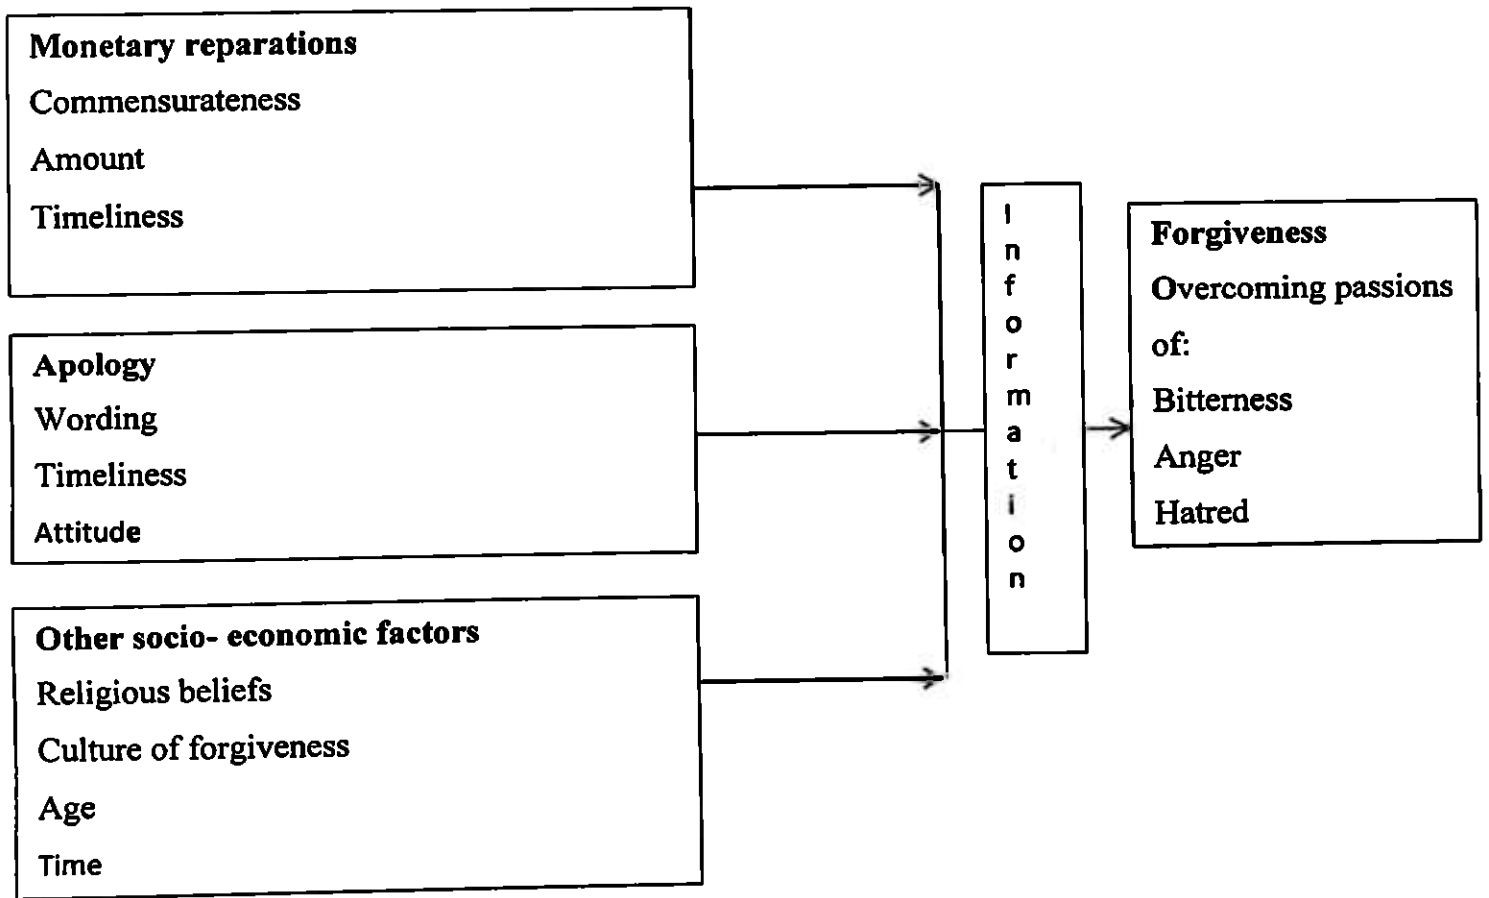 Monetary reparations
Commensurateness
Amount
Timeliness
Apology
Wording
Timeliness
Attitude
Other socio- economic factors
Religious beliefs
Culture of forgiveness
Age
Time
Information
Forgiveness
Overcoming passions
of:
Bitterness
Anger
Hatred